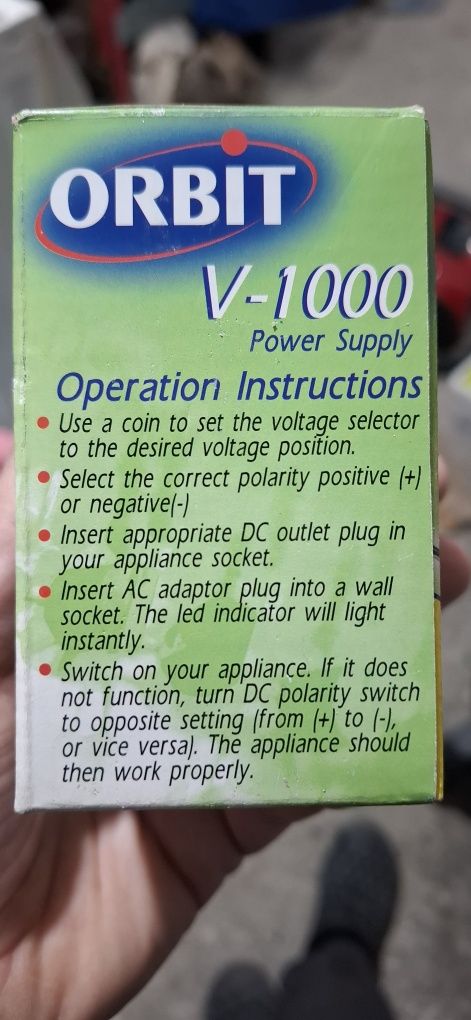 ORBIT
V-1000
Power Supply
Operation Instructions
• Use a coin to set the voltage selector
to the desired voltage position.
• Select the correct polarity positive (+)
or negative(-)
• Insert appropriate DC outlet plug in
your appliance socket.
• Insert AC adaptor plug into a wall
socket. The led indicator will light
instantly.
• Switch on your appliance. If it does
not function, turn DC polarity switch
to opposite setting (from (+) to (-),
or vice versa). The appliance should
then work properly.